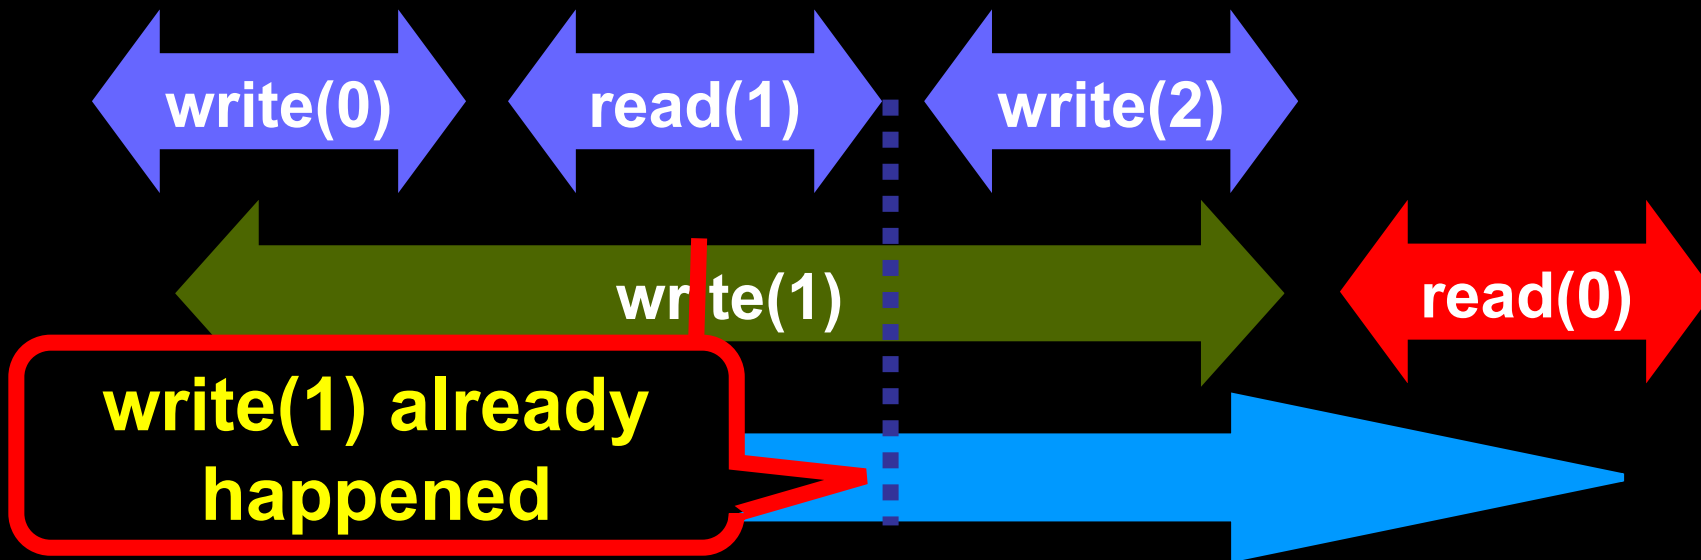 write(0) read(1) write(2)
write(1) read(0)
write(1) already
happened